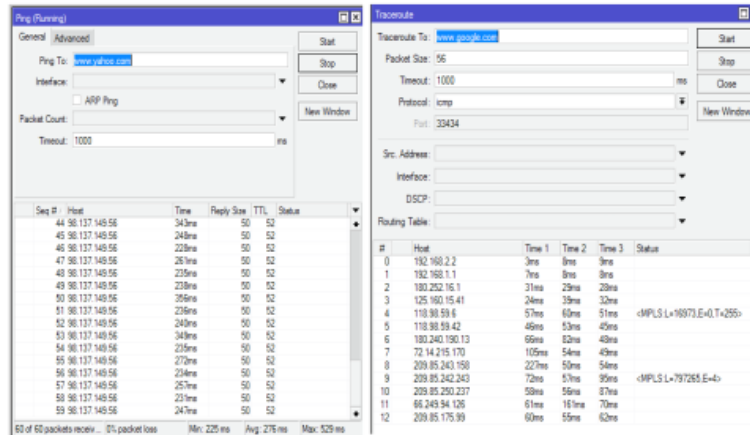 Ping (Running)
General Advanced
Ping To: www.yahoo.com
Interface:
ARP Ping
Packet Count:
Timeout: 1000 ms
Start
Stop
Close
New Window
Seq # Host Time Reply Size TTL Status
44 98.137.149.56 343ms 50 52
45 98.137.149.56 248ms 50 52
46 98.137.149.56 228ms 50 52
47 98.137.149.56 261ms 50 52
48 98.137.149.56 235ms 50 52
49 98.137.149.56 238ms 50 52
50 98.137.149.56 356ms 50 52
51 98.137.149.56 236ms 50 52
52 98.137.149.56 240ms 50 52
53 98.137.149.56 349ms 50 52
54 98.137.149.56 235ms 50 52
55 98.137.149.56 272ms 50 52
56 98.137.149.56 234ms 50 52
57 98.137.149.56 257ms 50 52
58 98.137.149.56 231ms 50 52
59 98.137.149.56 247ms 50 52
60 of 60 packets receiv... 0% packet loss Min: 225 ms Avg: 276 ms Max: 529 ms
Traceroute
Traceroute To: www.google.com
Packet Size: 56
Timeout: 1000 ms
Protocol: icmp
Port: 33434
Src. Address:
Interface:
DSCP:
Routing Table:
Start
Stop
Close
New Window
# Host Time 1 Time 2 Time 3 Status
0 192.168.2.2 3ms 8ms 9ms
1 192.168.1.1 7ms 8ms 8ms
2 180.252.16.1 31ms 29ms 28ms
3 125.160.15.41 24ms 39ms 32ms
4 118.98.59.6 57ms 60ms 51ms <MPLS:L=16973,E=0,T=255>
5 118.98.59.42 46ms 53ms 45ms
6 180.240.190.13 66ms 82ms 48ms
7 72.14.215.170 105ms 54ms 49ms
8 209.85.243.158 227ms 50ms 54ms
9 209.85.242.243 72ms 57ms 95ms <MPLS:L=797265,E=4>
10 209.85.250.237 58ms 56ms 87ms
11 66.249.94.126 61ms 161ms 70ms
12 209.85.175.99 60ms 55ms 62ms